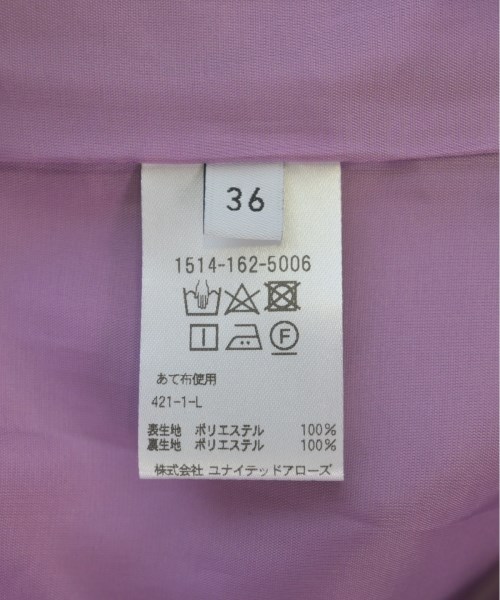 36
1514-162-5006
F
あて布使用
421-1-L
表生地 ポリエステル 100%
裏生地 ポリエステル 100%
株式会社 ユナイテッドアローズ